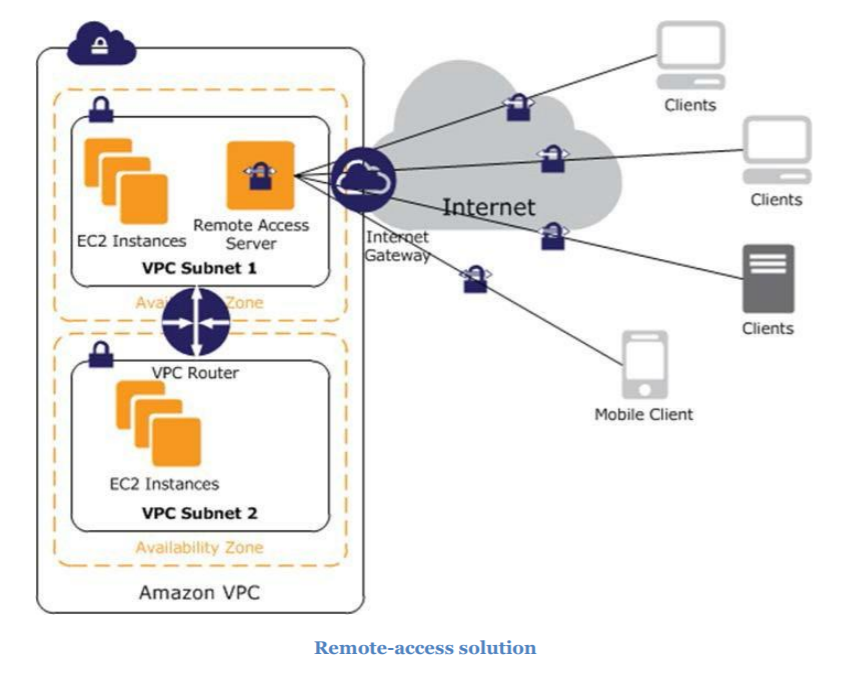 Clients
Clients
Internet
EC2 Instances
Remote Access
Server
Internet
Gateway
VPC Subnet 1
Availability Zone
Clients
VPC Router
Mobile Client
EC2 Instances
VPC Subnet 2
Availability Zone
Amazon VPC
Remote-access solution